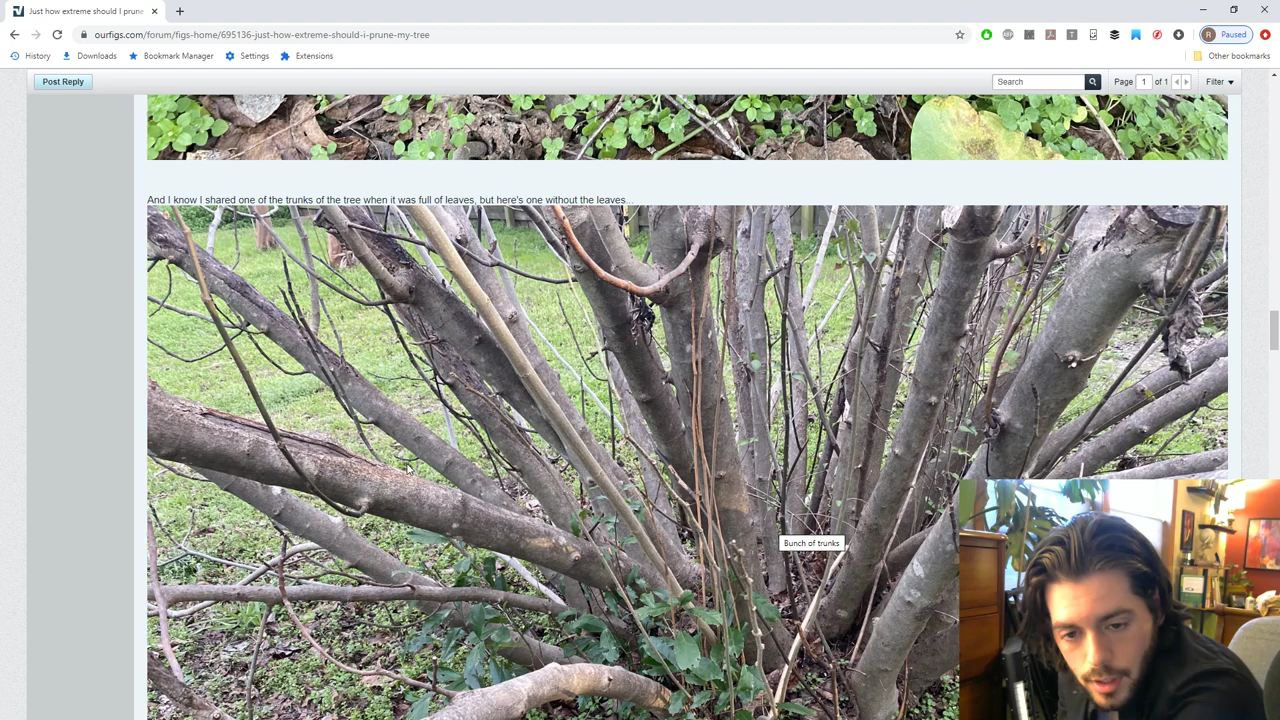 Just how extreme should I prune
ourfigs.com/forum/figs-home/695136-just-how-extreme-should-i-prune-my-tree
R Paused
History Downloads Bookmark Manager Settings Extensions Other bookmarks
Post Reply Search Page 1 of 1 Filter
And I know I shared one of the trunks of the tree when it was full of leaves, but here's one without the leaves...
Bunch of trunks